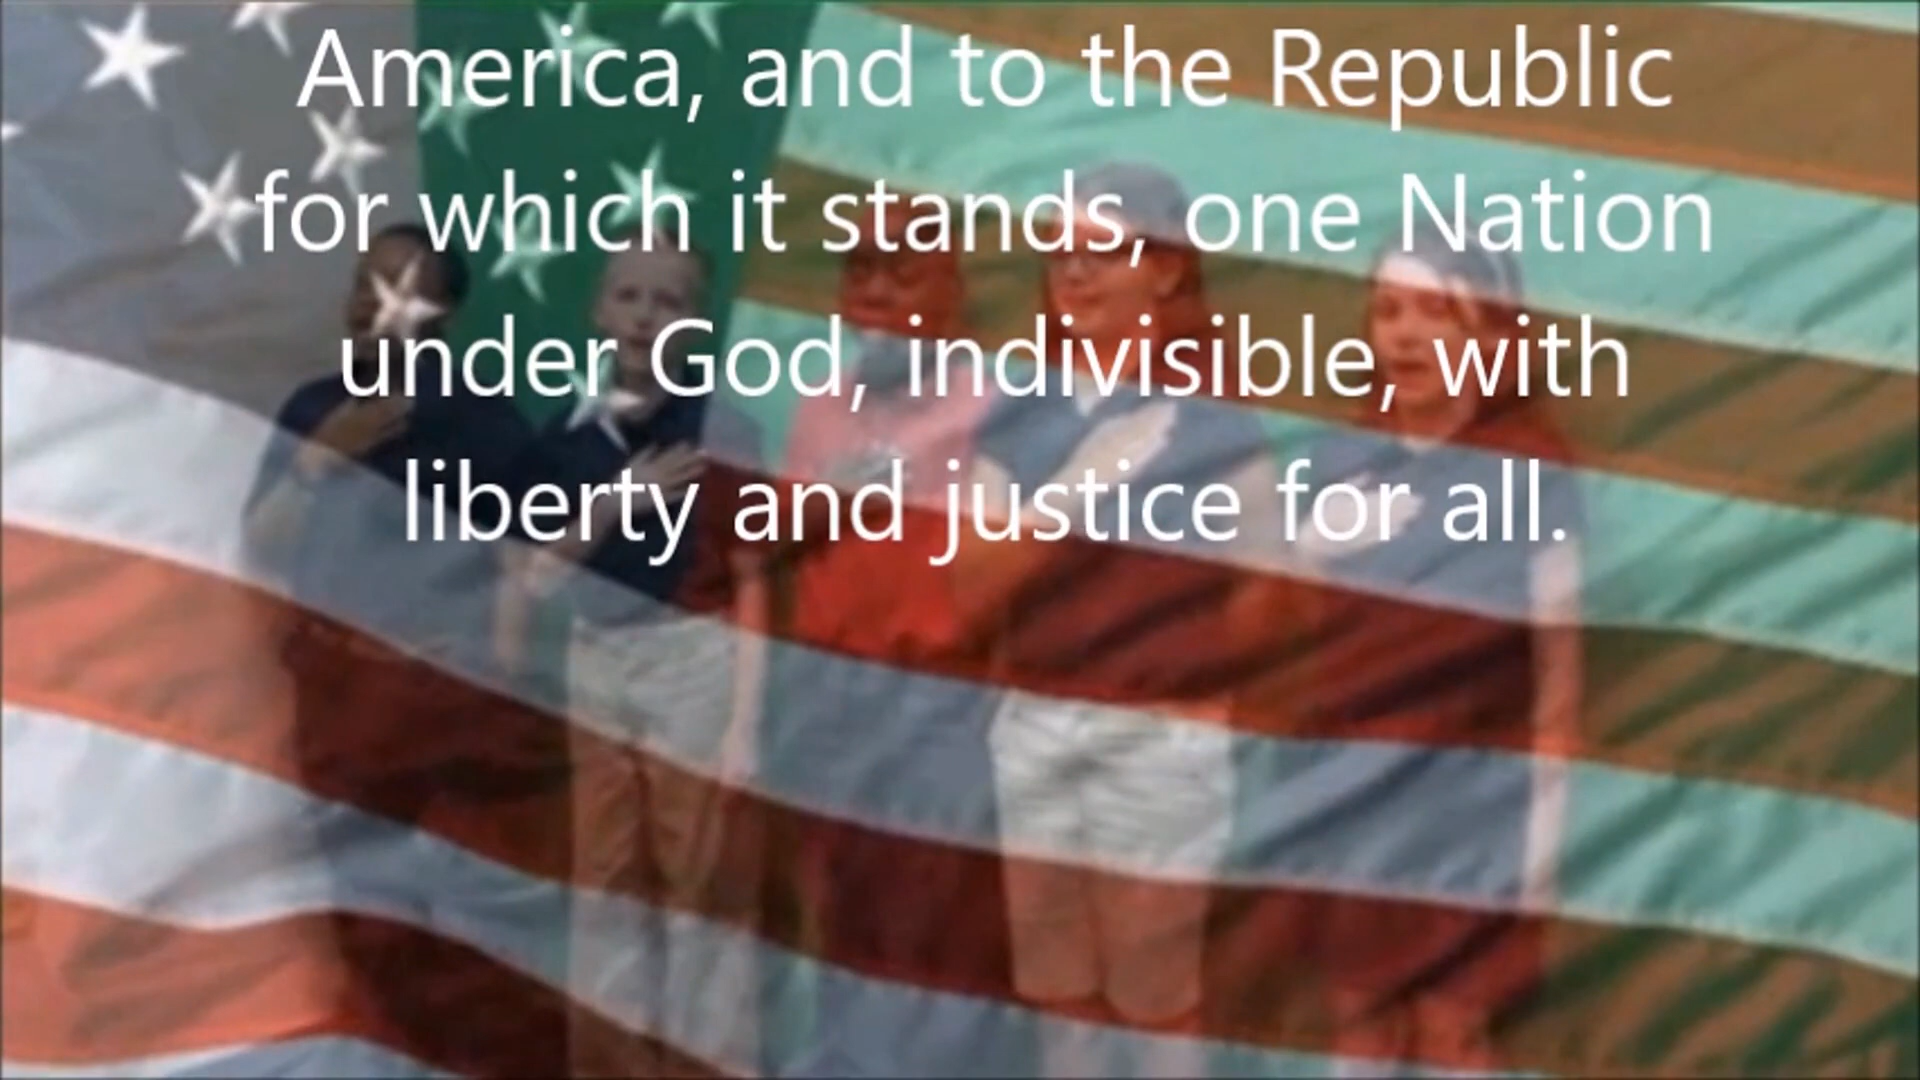 America, and to the Republic
for which it stands, one Nation
under God, indivisible, with
liberty and justice for all.